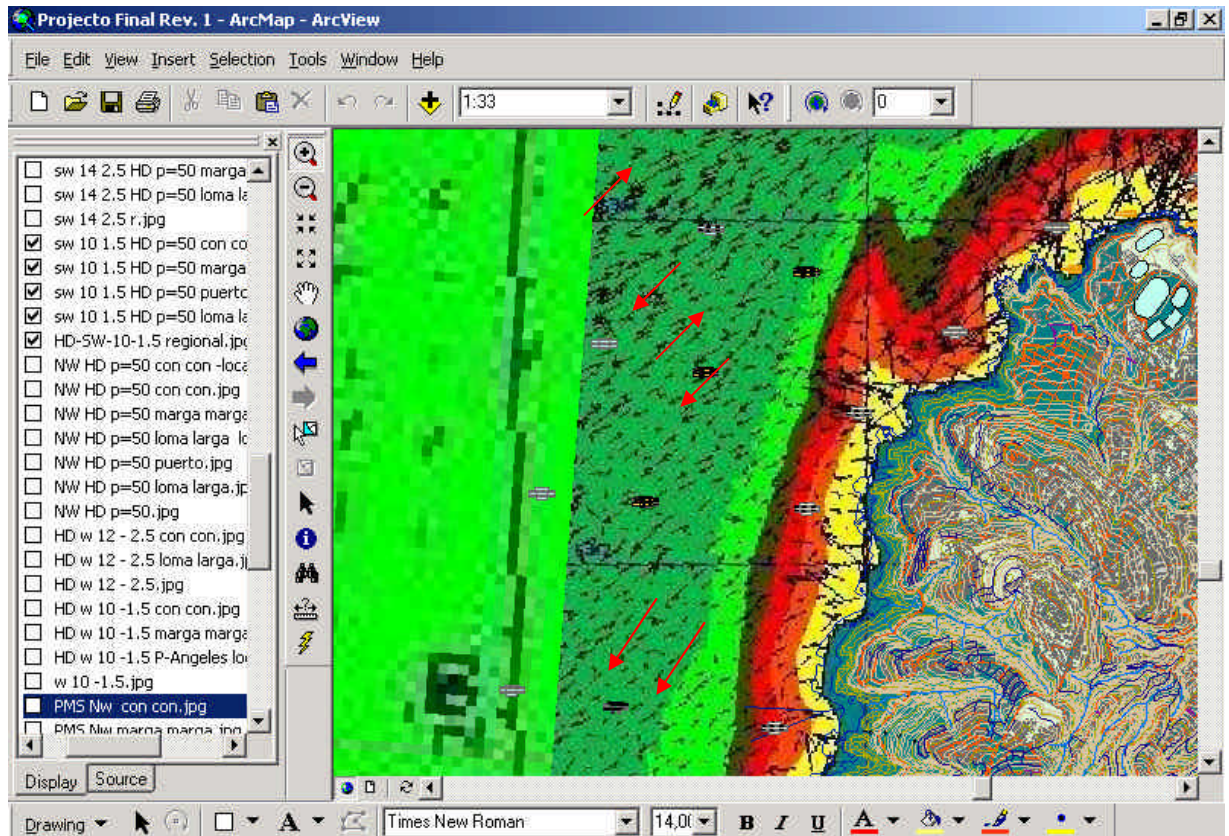 Projecto Final Rev. 1 - ArcMap - ArcView
File Edit View Insert Selection Tools Window Help
1:33
0
sw 14 2.5 HD p=50 marga
sw 14 2.5 HD p=50 loma la
sw 14 2.5 r.jpg
sw 10 1.5 HD p=50 con co
sw 10 1.5 HD p=50 marga
sw 10 1.5 HD p=50 puerto
sw 10 1.5 HD p=50 loma la
HD-SW-10-1.5 regional.jpg
NW HD p=50 con con -loca
NW HD p=50 con con.jpg
NW HD p=50 marga marga
NW HD p=50 loma larga lo
NW HD p=50 puerto.jpg
NW HD p=50 loma larga.jp
NW HD p=50.jpg
HD w 12 - 2.5 con con.jpg
HD w 12 - 2.5 loma larga.j
HD w 12 - 2.5.jpg
HD w 10 -1.5 con con.jpg
HD w 10 -1.5 marga marga
HD w 10 -1.5 P-Angeles lo
w 10 -1.5.jpg
PMS Nw con con.jpg
PMS Nw marga marga.jpg
Display Source
E
Drawing A Times New Roman 14,0 B I U A